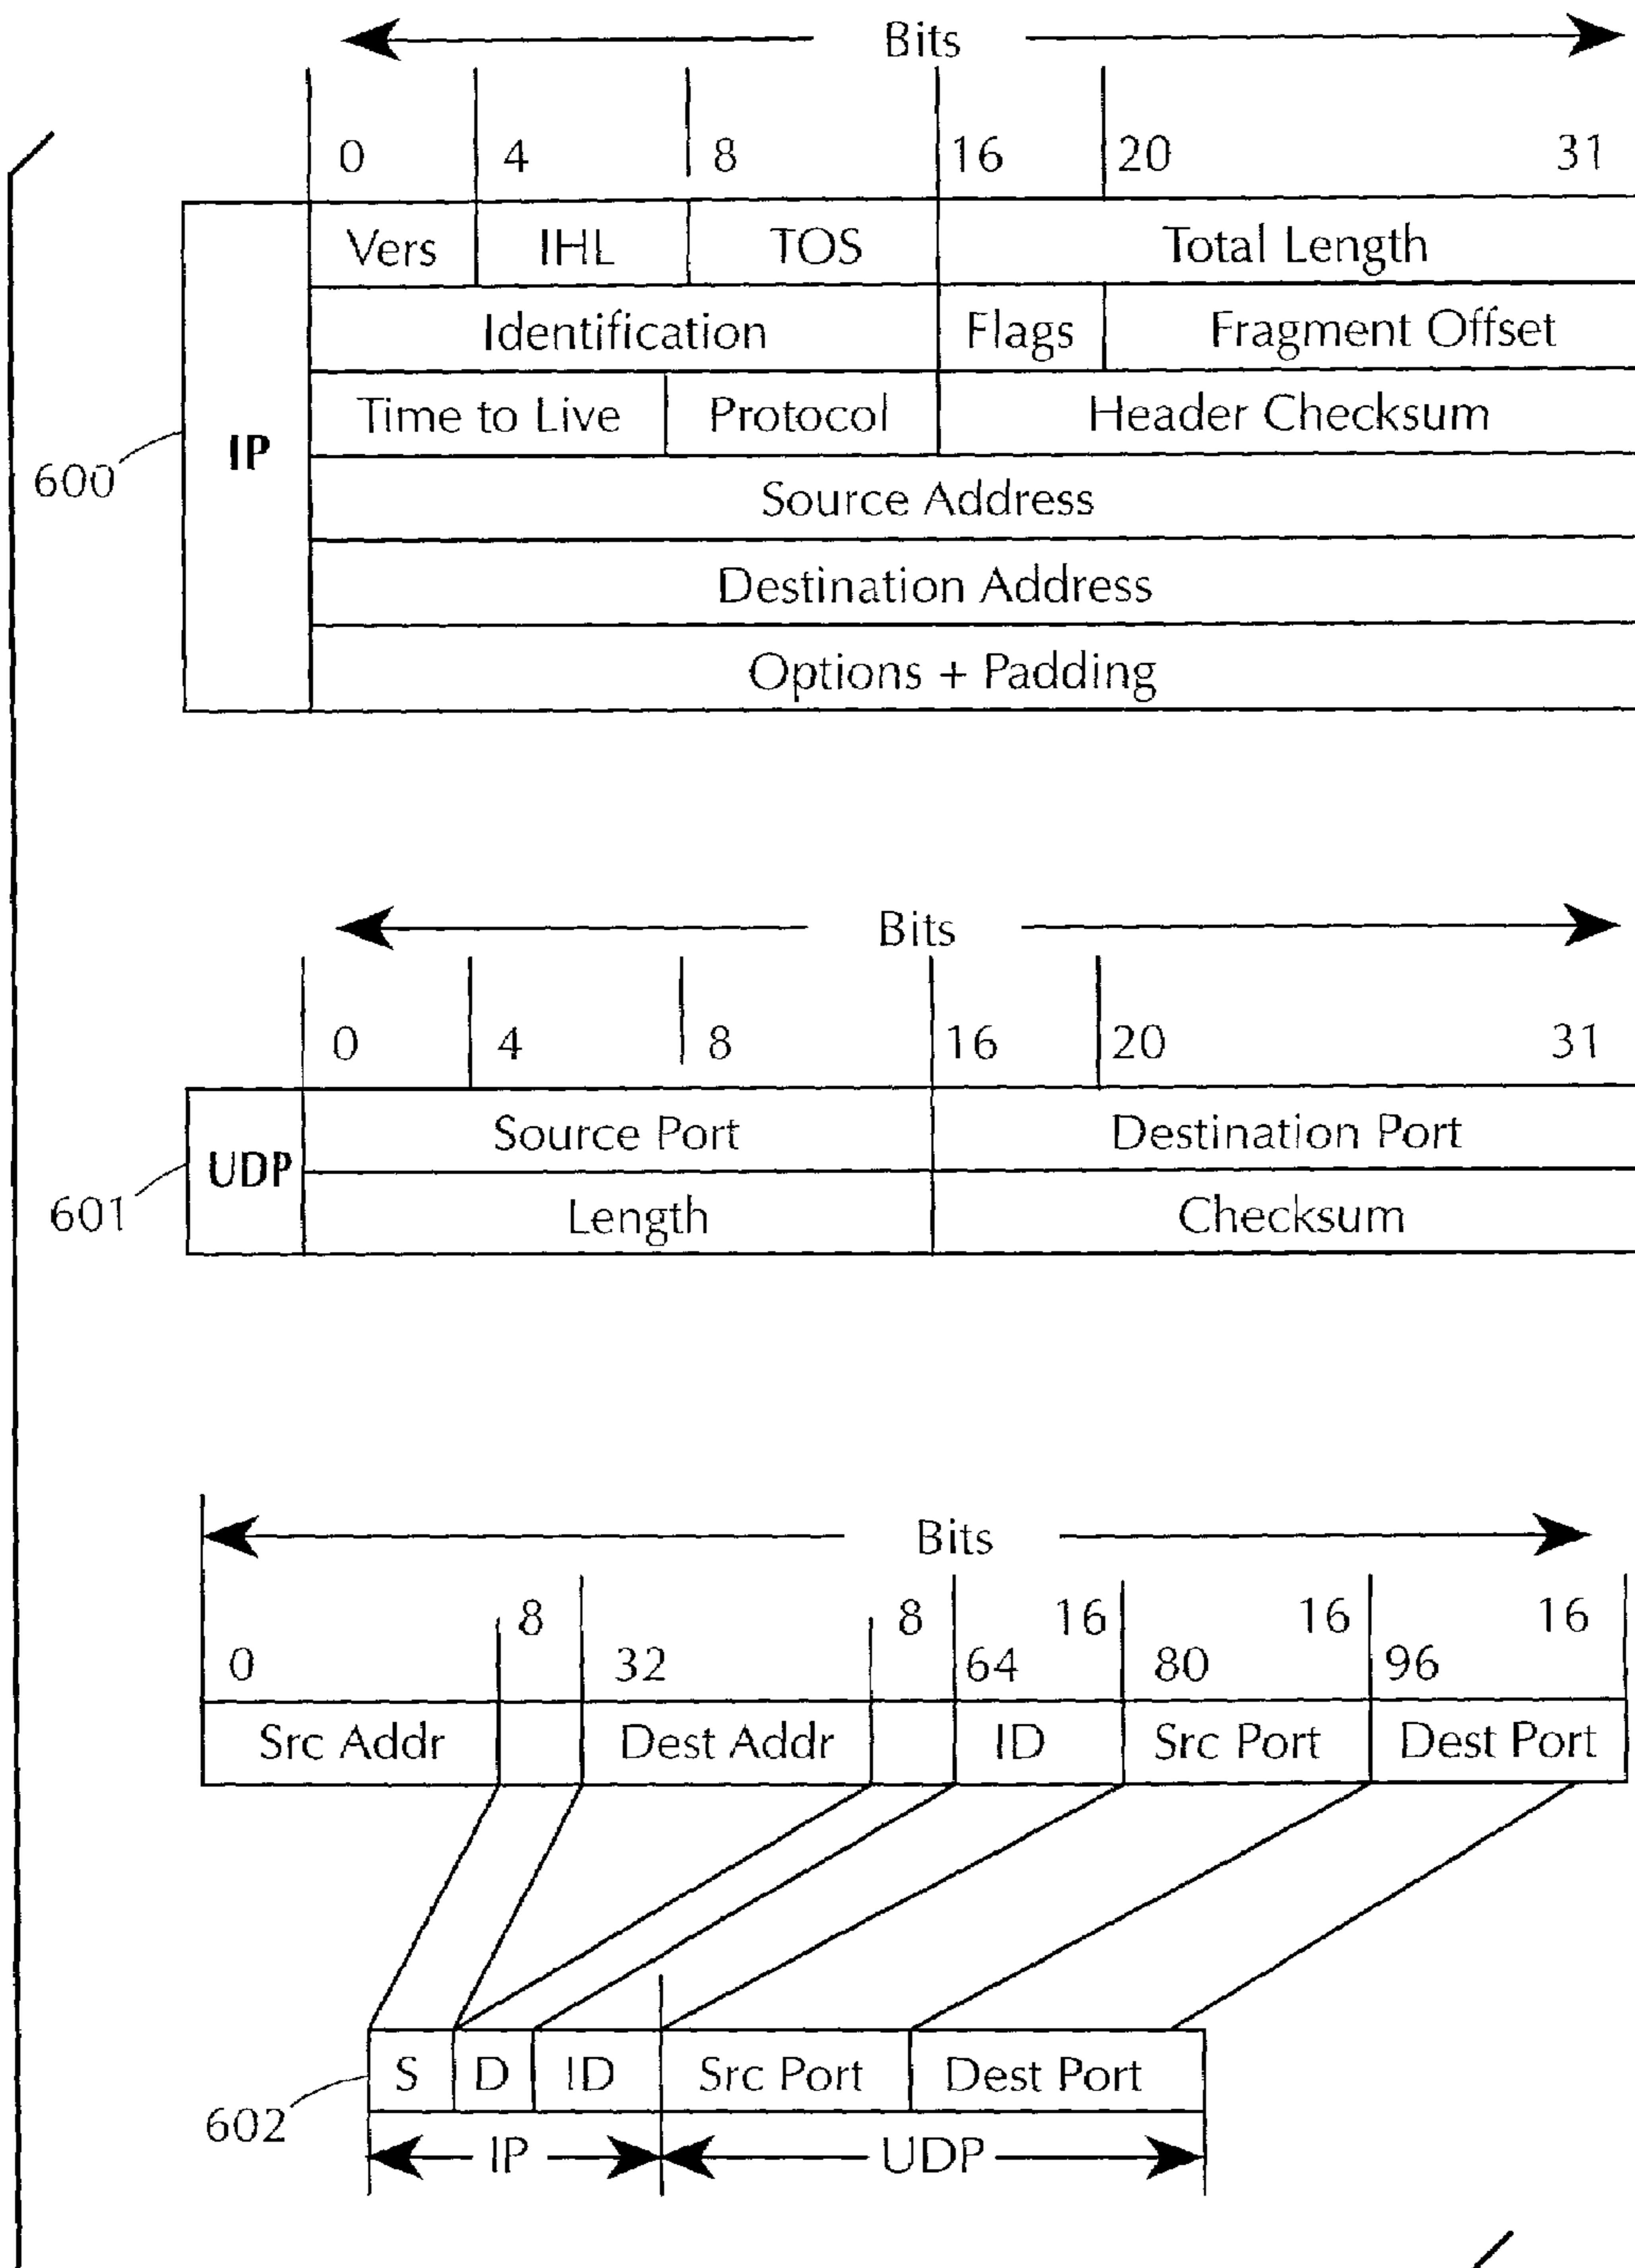 Bits
0 4 8 16 20 31
Vers IHL TOS Total Length
Identification Flags Fragment Offset
Time to Live Protocol Header Checksum
IP
600
Source Address
Destination Address
Options + Padding
Bits
0 4 8 16 20 31
Source Port Destination Port
UDP
601
Length Checksum
Bits
8 8 16 16 16
0 32 64 80 96
Src Addr Dest Addr ID Src Port Dest Port
S D ID Src Port Dest Port
602
IP UDP